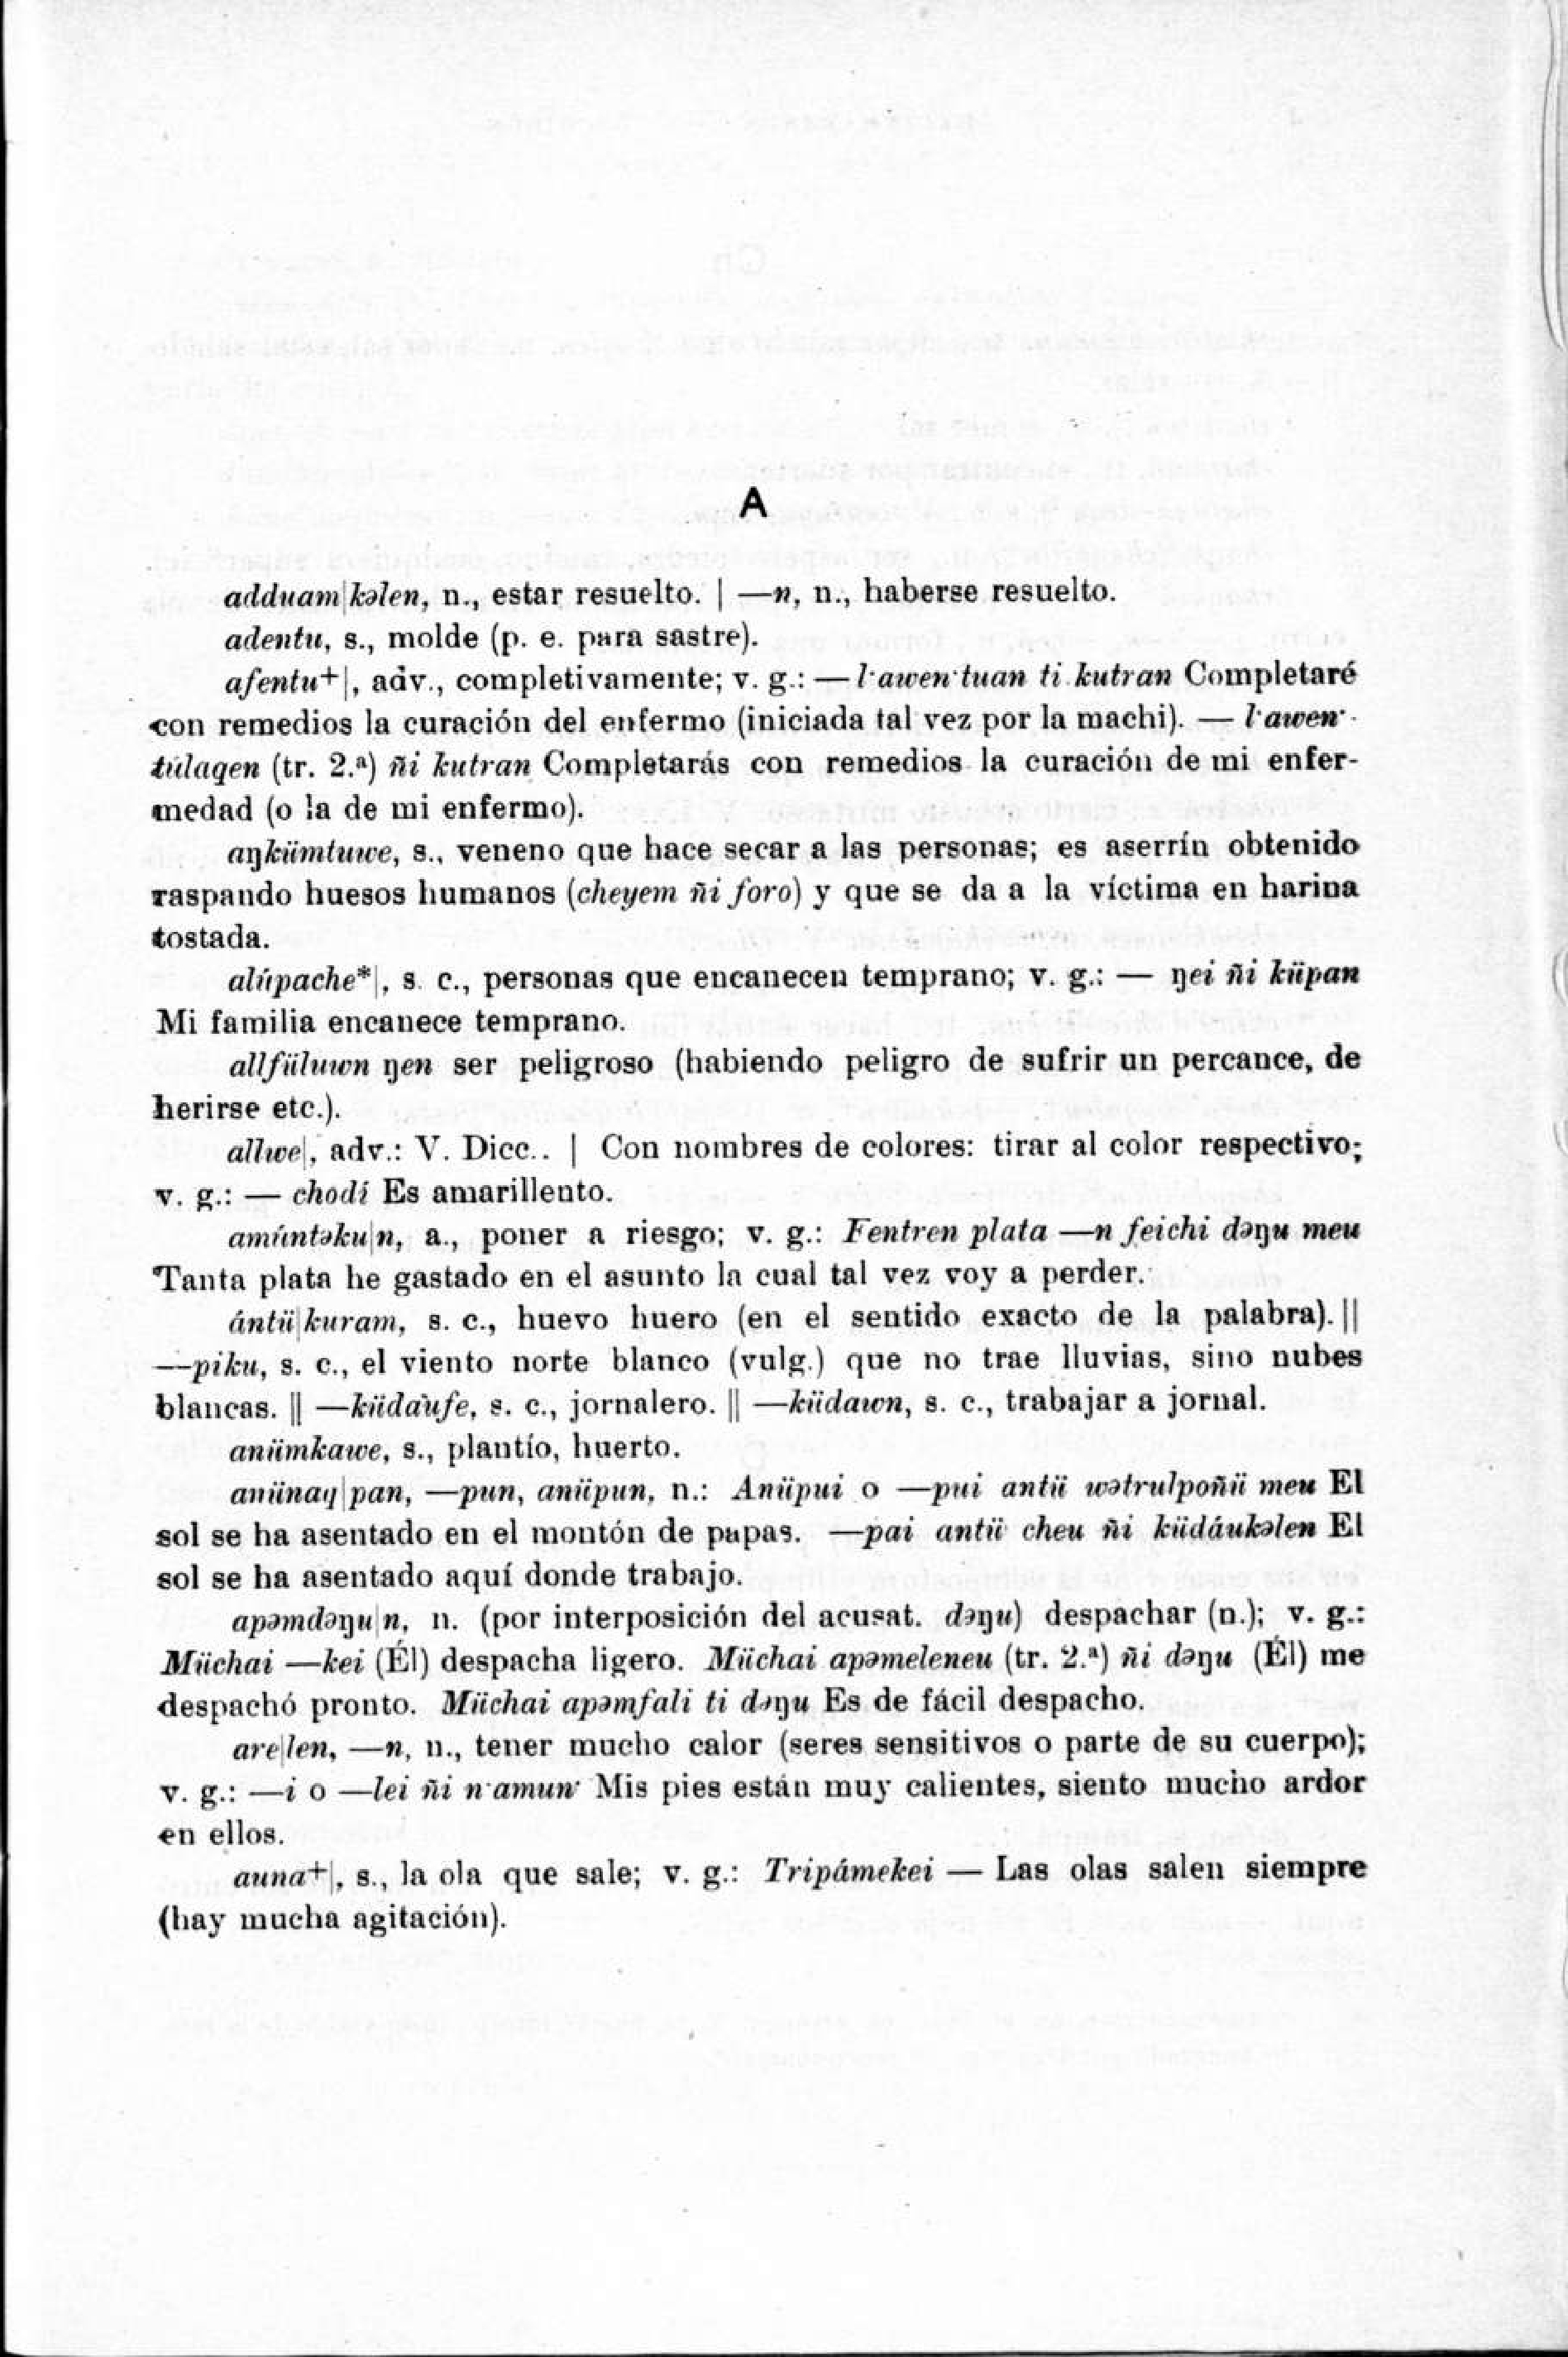 A
adduam|kəlen, n., estar resuelto. | —n, n., haberse resuelto.
adentu, s., molde (p. e. para sastre).
afentu+|, adv., completivamente; v. g.: — l·awen·tuan ti kutran Completaré
con remedios la curación del enfermo (iniciada tal vez por la machi). — l·awen·-
túlaqen (tr. 2.ª) ñi kutran Completarás con remedios la curación de mi enfer-
medad (o la de mi enfermo).
aŋkümtuwe, s., veneno que hace secar a las personas; es aserrín obtenido
raspando huesos humanos (cheyem ñi foro) y que se da a la víctima en harina
tostada.
alúpache*|, s. c., personas que encanecen temprano; v. g.: — ŋei ñi küpan
Mi familia encanece temprano.
allfüluwn ŋen ser peligroso (habiendo peligro de sufrir un percance, de
herirse etc.).
allwe|, adv.: V. Dicc.. | Con nombres de colores: tirar al color respectivo;
v. g.: — chodí Es amarillento.
amúntəku|n, a., poner a riesgo; v. g.: Fentren plata —n feichi dəŋu meu
Tanta plata he gastado en el asunto la cual tal vez voy a perder.
ántü|kuram, s. c., huevo huero (en el sentido exacto de la palabra). ||
—piku, s. c., el viento norte blanco (vulg.) que no trae lluvias, sino nubes
blancas. || —küdaufe, s. c., jornalero. || —küdawn, s. c., trabajar a jornal.
anümkawe, s., plantío, huerto.
anünaq|pan, —pun, anüpun, n.: Anüpui o —pui antü wətrulpoñü meu El
sol se ha asentado en el montón de papas. —pai antü cheu ñi küdáukəlen El
sol se ha asentado aquí donde trabajo.
apəmdəŋu|n, n. (por interposición del acusat. dəŋu) despachar (n.); v. g.:
Müchai —kei (Él) despacha ligero. Müchai apəmeleneu (tr. 2.ª) ñi dəŋu (Él) me
despachó pronto. Müchai apəmfali ti dəŋu Es de fácil despacho.
are|len, —n, n., tener mucho calor (seres sensitivos o parte de su cuerpo);
v. g.: —i o —lei ñi n·amun· Mis pies están muy calientes, siento mucho ardor
en ellos.
auna+|, s., la ola que sale; v. g.: Tripámekei — Las olas salen siempre
(hay mucha agitación).